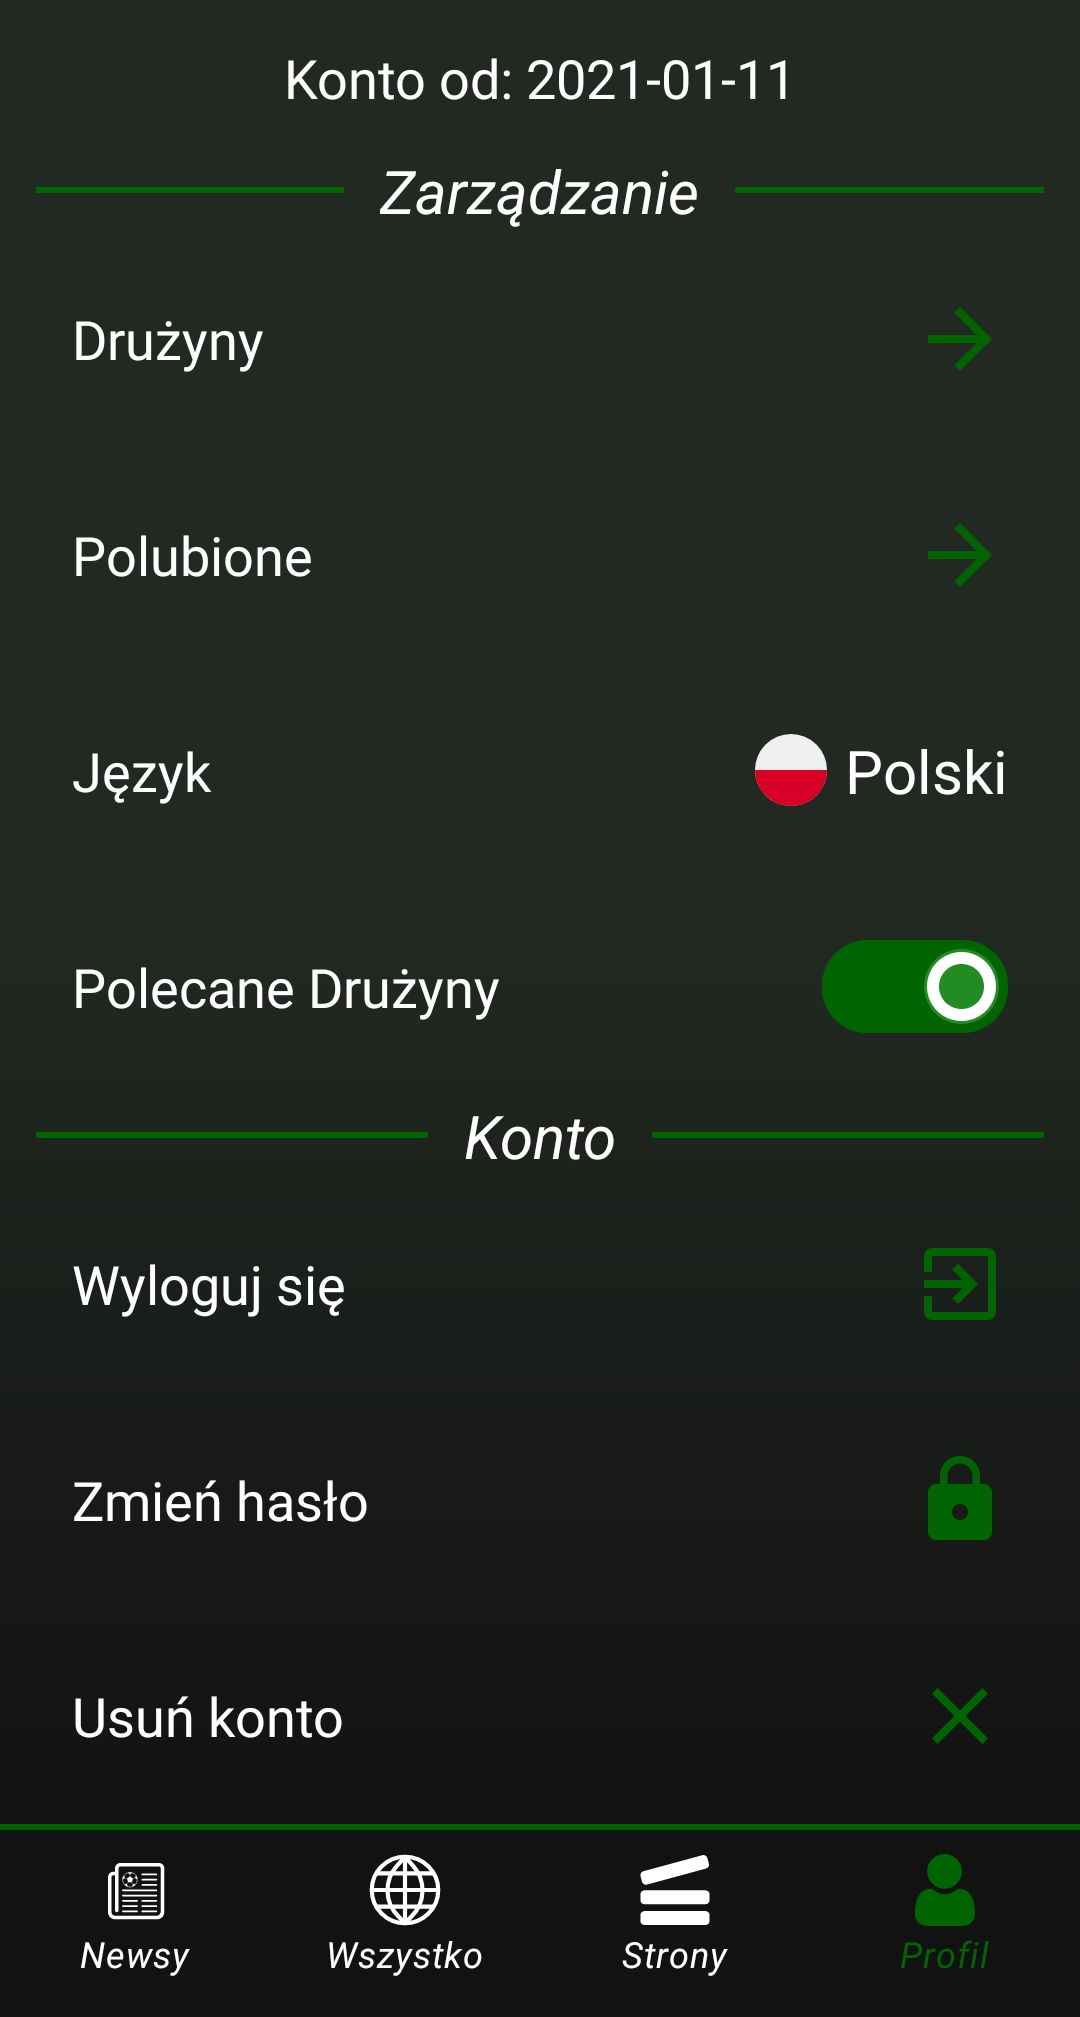 Konto od: 2021-01-11
Zarządzanie
Drużyny
Polubione
Język Polski
Polecane Drużyny
Konto
Wyloguj się
Zmień hasło
Usuń konto
Newsy Wszystko Strony Profil